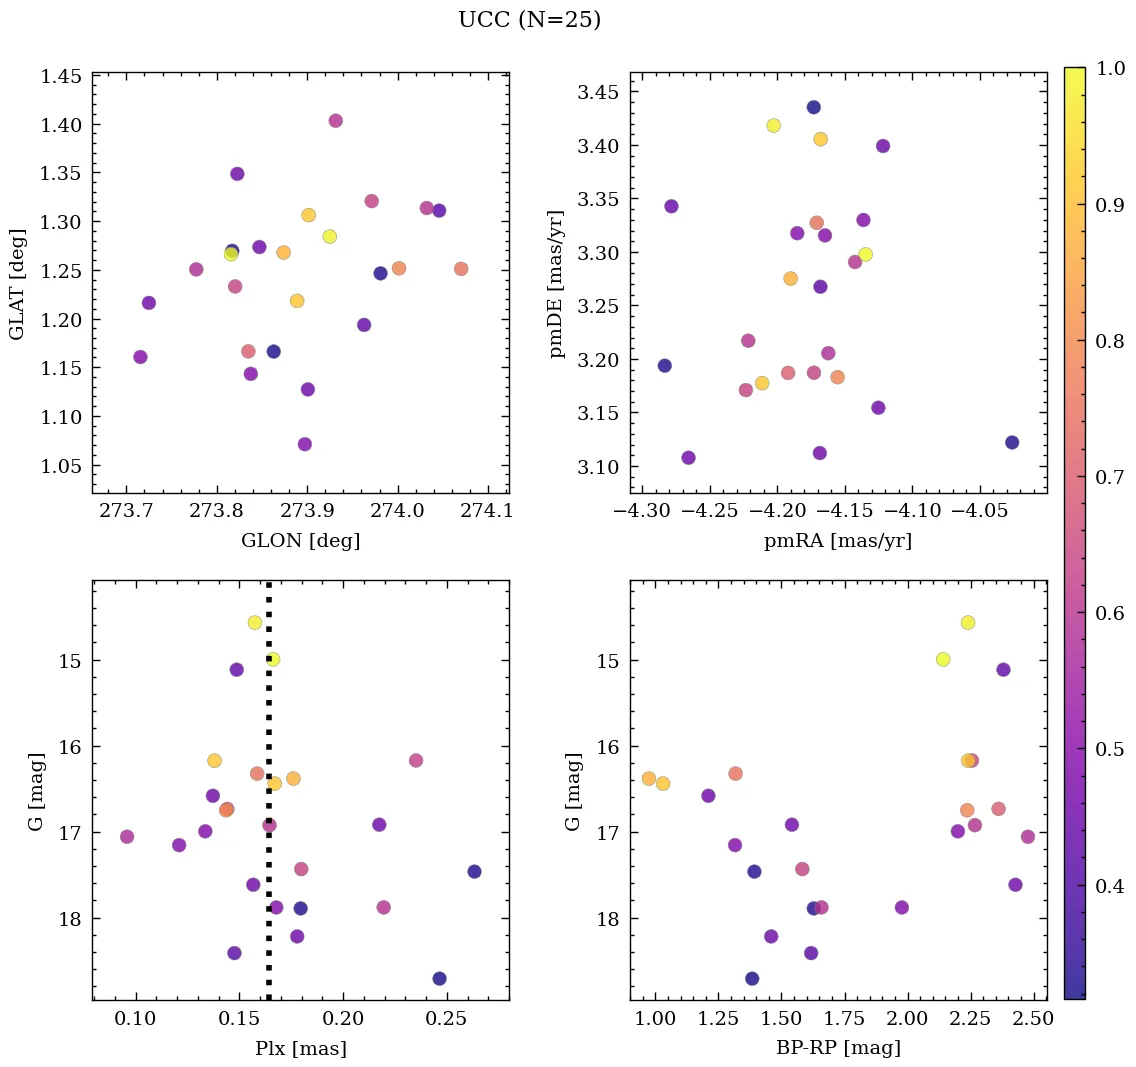 UCC (N=25)
1.45
1.40
1.35
1.30
1.25
1.20
1.15
1.10
1.05
GLAT [deg]
273.7 273.8 273.9 274.0 274.1
GLON [deg]
3.45
3.40
3.35
3.30
3.25
3.20
3.15
3.10
pmDE [mas/yr]
−4.30 −4.25 −4.20 −4.15 −4.10 −4.05
pmRA [mas/yr]
15
16
17
18
G [mag]
0.10 0.15 0.20 0.25
Plx [mas]
15
16
17
18
G [mag]
1.00 1.25 1.50 1.75 2.00 2.25 2.50
BP-RP [mag]
1.0
0.9
0.8
0.7
0.6
0.5
0.4